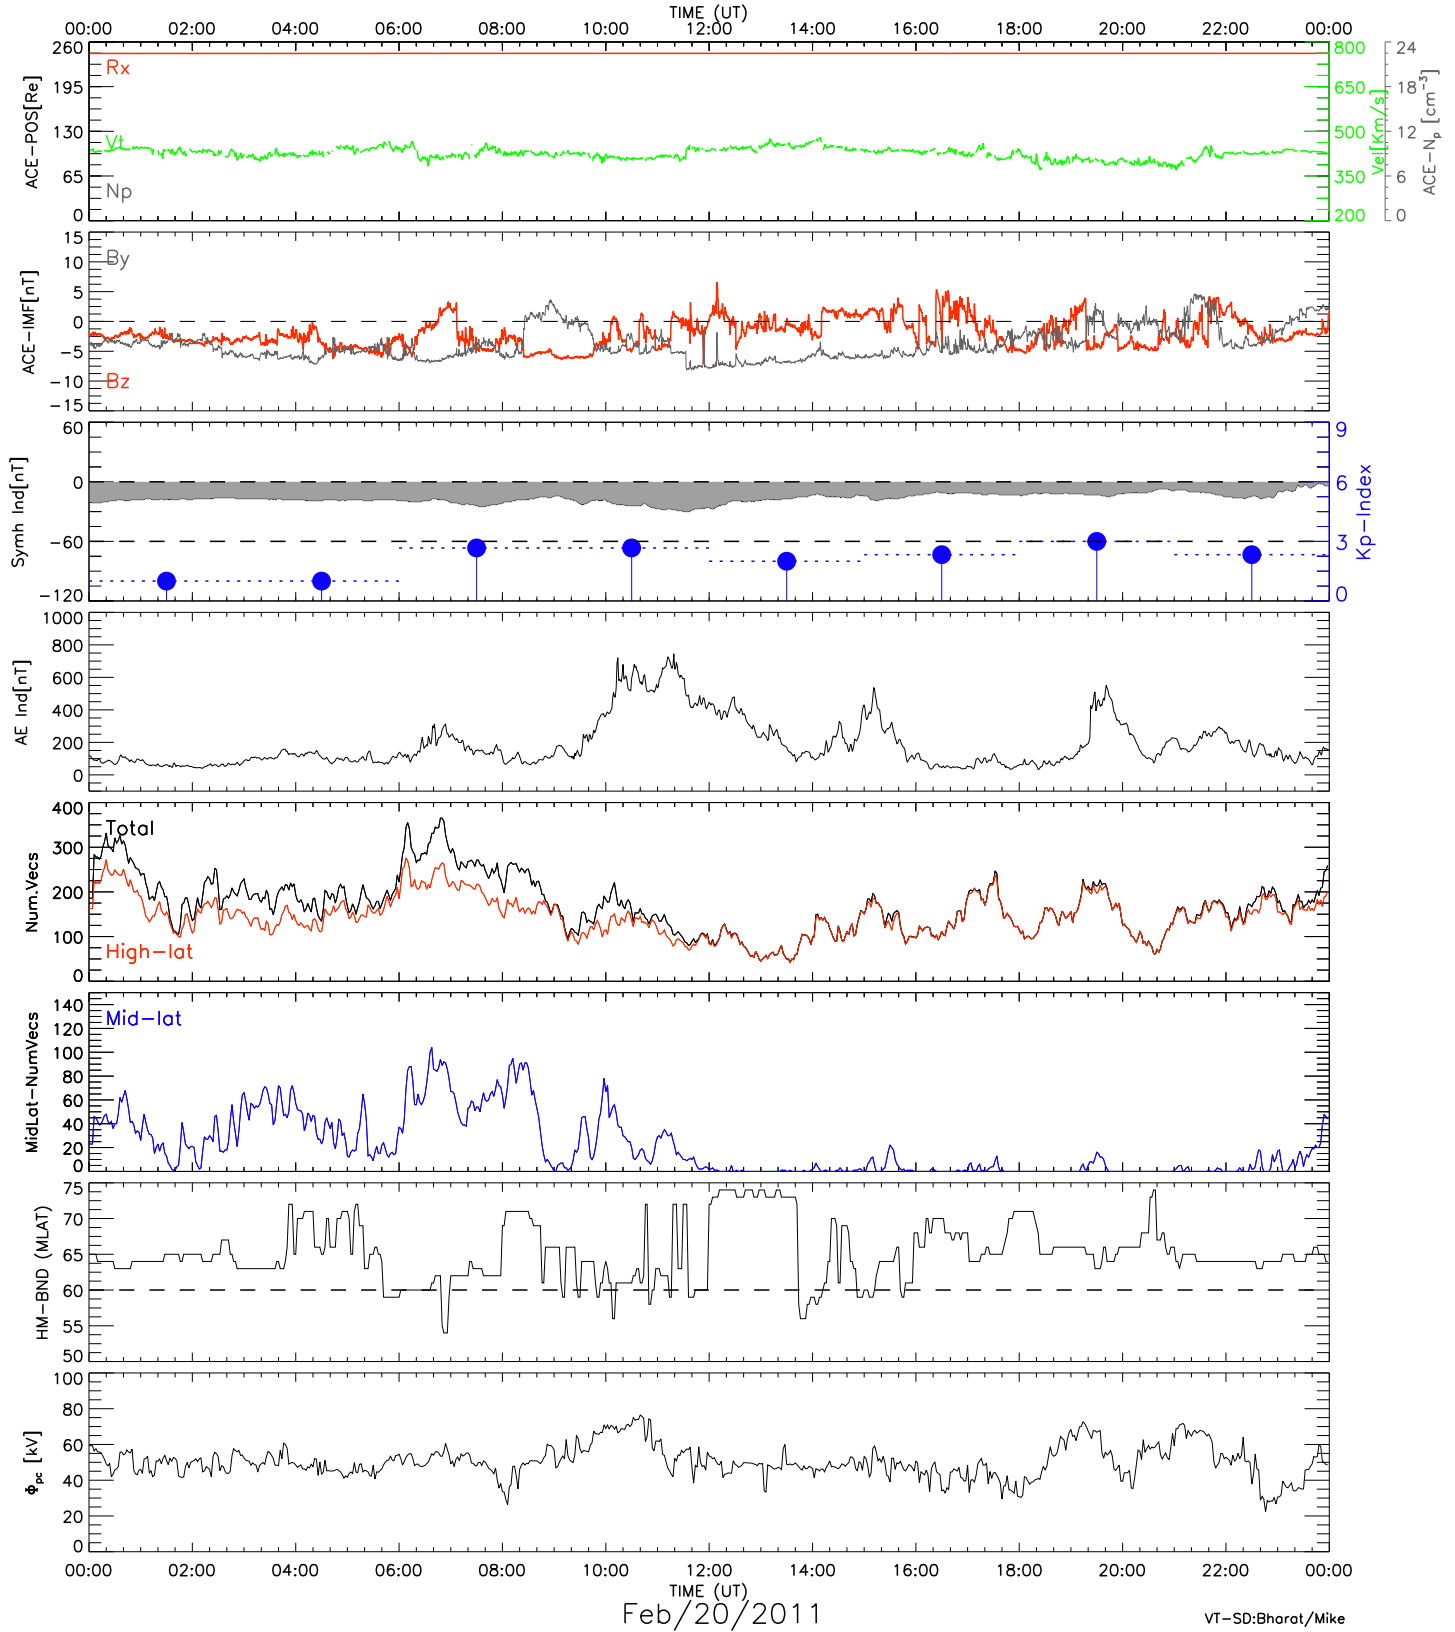 TIME (UT)
00:00 02:00 04:00 06:00 08:00 10:00 12:00 14:00 16:00 18:00 20:00 22:00 00:00
ACE-POS[Re]
260
195
130
65
0
Rx
Vt
Np
800
650
500
350
200
Vel[Km/s]
24
18
12
6
0
ACE-Np [cm-3]
ACE-IMF[nT]
15
10
5
0
-5
-10
-15
By
Bz
Symh Ind[nT]
60
0
-60
-120
9
6
3
0
Kp-Index
AE Ind[nT]
1000
800
600
400
200
0
Num.Vecs
400
300
200
100
0
Total
High-lat
MidLat-NumVecs
140
120
100
80
60
40
20
0
Mid-lat
HM-BND (MLAT)
75
70
65
60
55
50
Φpc [kV]
100
80
60
40
20
0
00:00 02:00 04:00 06:00 08:00 10:00 12:00 14:00 16:00 18:00 20:00 22:00 00:00
TIME (UT)
Feb/20/2011
VT-SD:Bharat/Mike